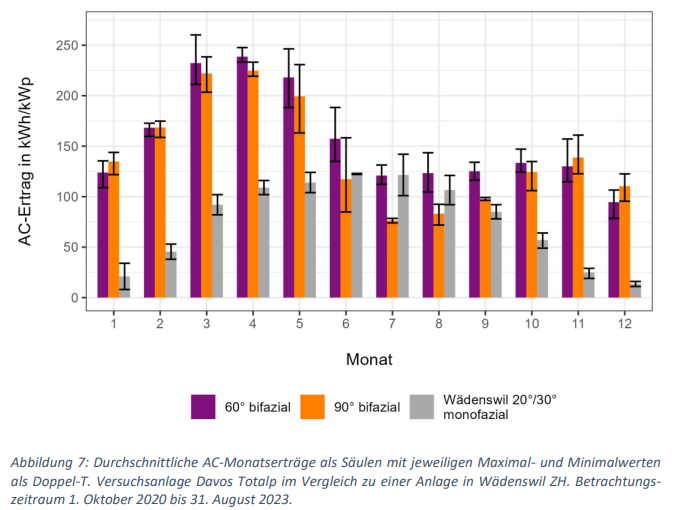 AC-Ertrag in kWh/kWp
250
200
150
100
50
0
1 2 3 4 5 6 7 8 9 10 11 12
Monat
60° bifazial
90° bifazial
Wädenswil 20°/30°
monofazial
Abbildung 7: Durchschnittliche AC-Monatserträge als Säulen mit jeweiligen Maximal- und Minimalwerten
als Doppel-T. Versuchsanlage Davos Totalp im Vergleich zu einer Anlage in Wädenswil ZH. Betrachtungs-
zeitraum 1. Oktober 2020 bis 31. August 2023.